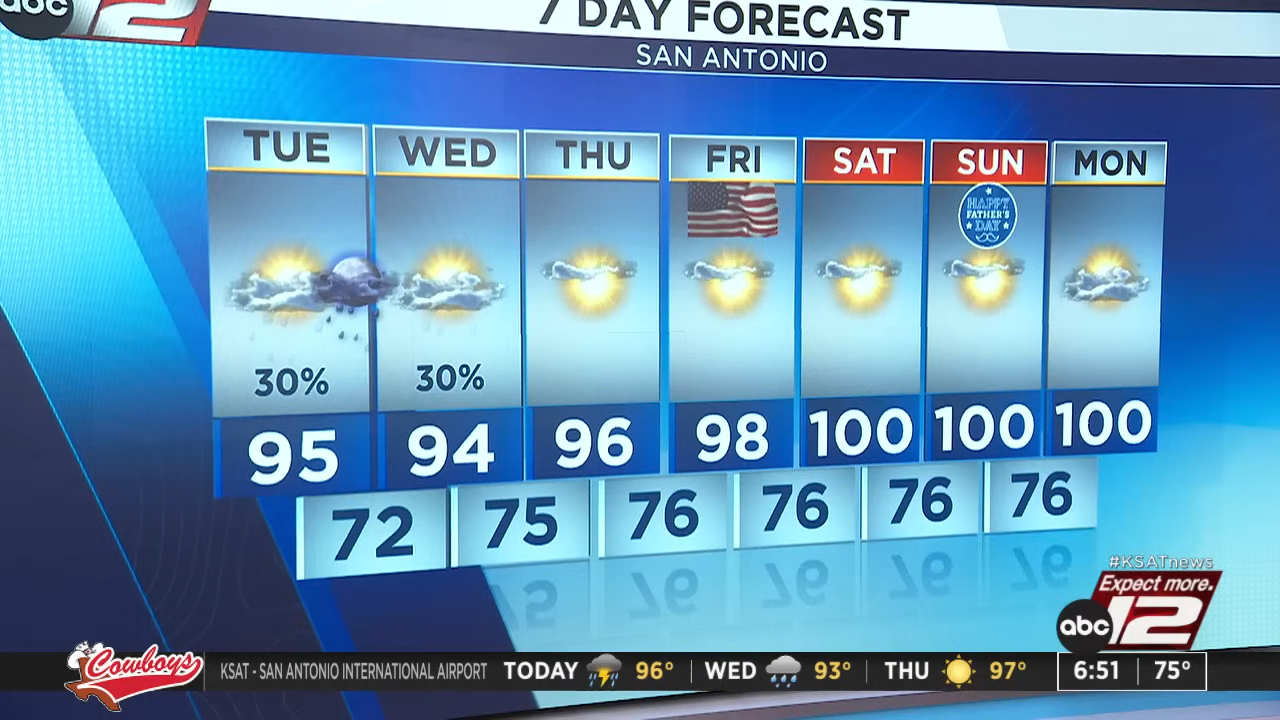 abc 12
7 DAY FORECAST
SAN ANTONIO
TUE WED THU FRI SAT SUN MON
HAPPY
FATHER'S
DAY
30% 30%
95 94 96 98 100 100 100
72 75 76 76 76 76
#KSATnews
Expect more.
abc 12
Cowboys KSAT - SAN ANTONIO INTERNATIONAL AIRPORT TODAY 96° WED 93° THU 97° 6:51 75°